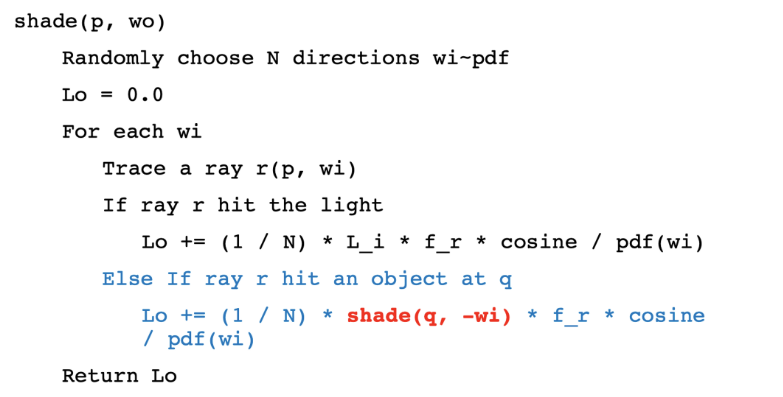 shade(p, wo)
Randomly choose N directions wi~pdf
Lo = 0.0
For each wi
Trace a ray r(p, wi)
If ray r hit the light
Lo += (1 / N) * L_i * f_r * cosine / pdf(wi)
Else If ray r hit an object at q
Lo += (1 / N) * shade(q, -wi) * f_r * cosine
/ pdf(wi)
Return Lo